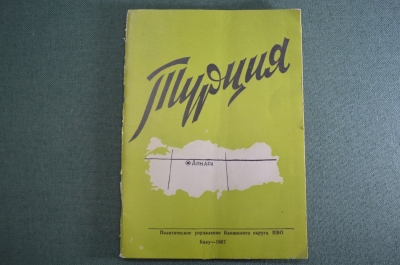 Турция
Анкара
Политическое управление Бакинского округа ПВО
Баку—1967